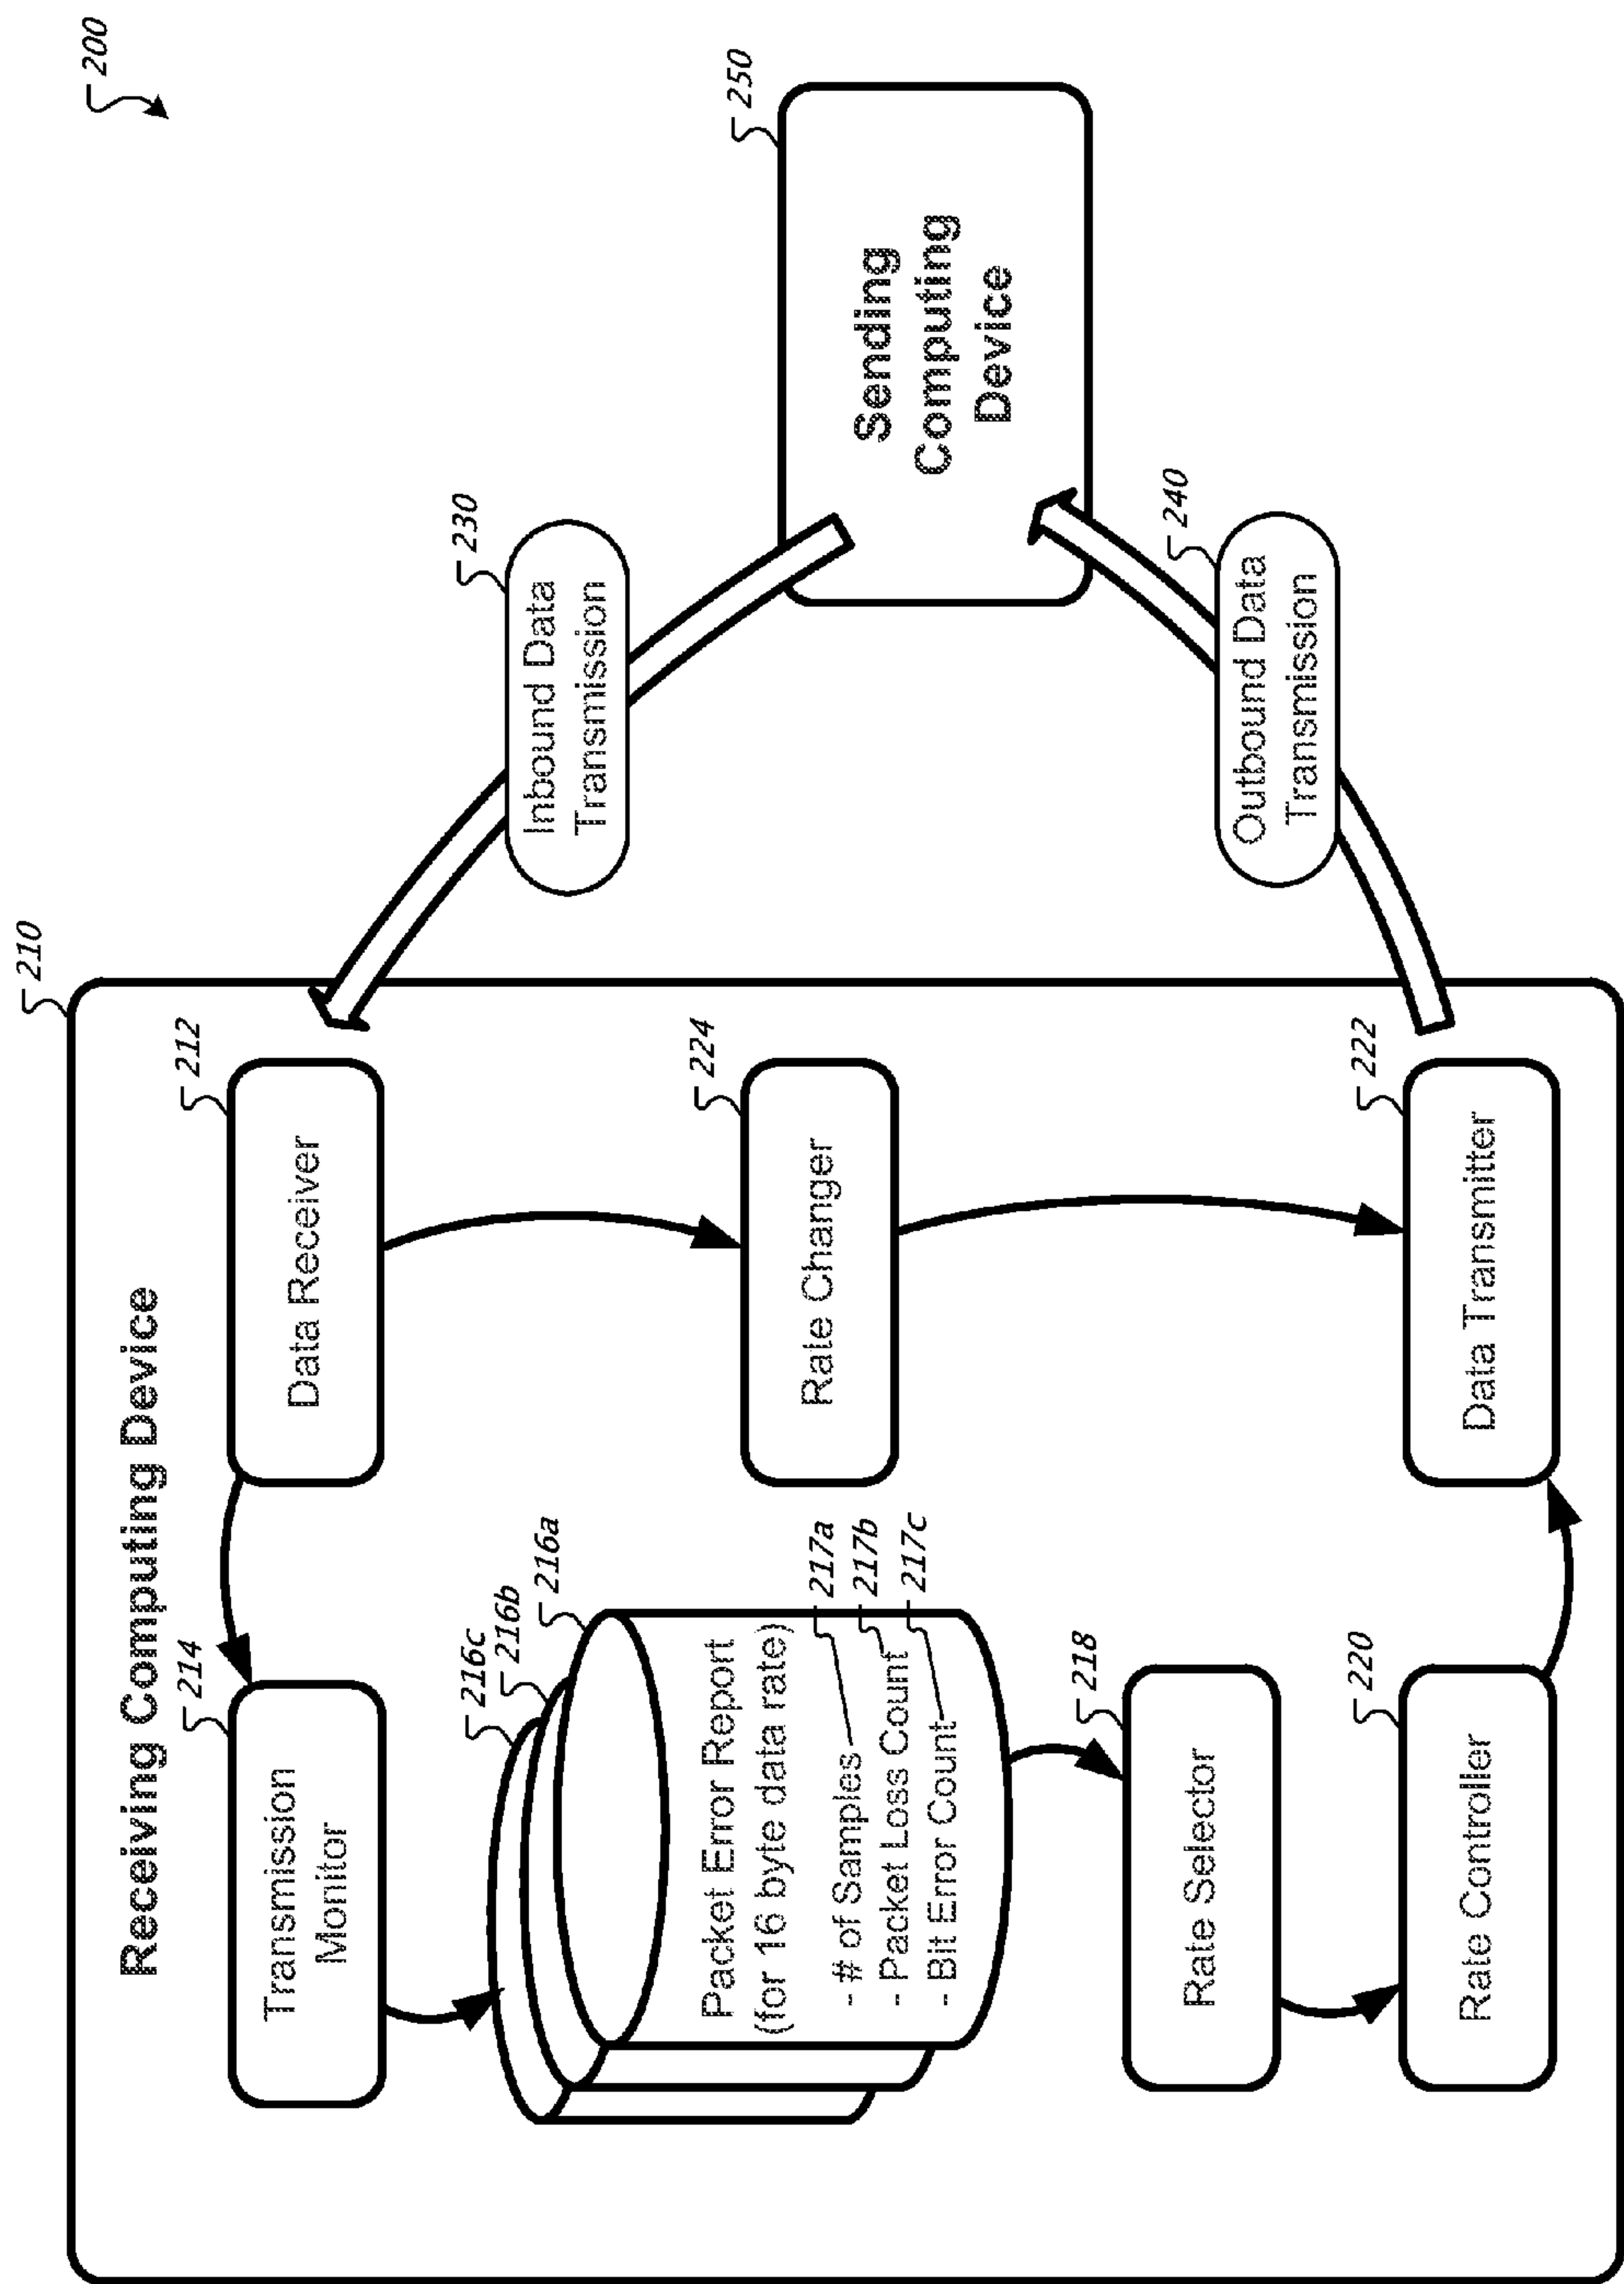 200
210
Receiving Computing Device
214
Transmission
Monitor
212
Data Receiver
230
Inbound Data
Transmission
216c
216b
216a
Packet Error Report
(for 16 byte data rate)
- # of Samples
217a
- Packet Loss Count
217b
- Bit Error Count
217c
224
Rate Changer
250
Sending
Computing
Device
218
Rate Selector
220
Rate Controller
222
Data Transmitter
240
Outbound Data
Transmission